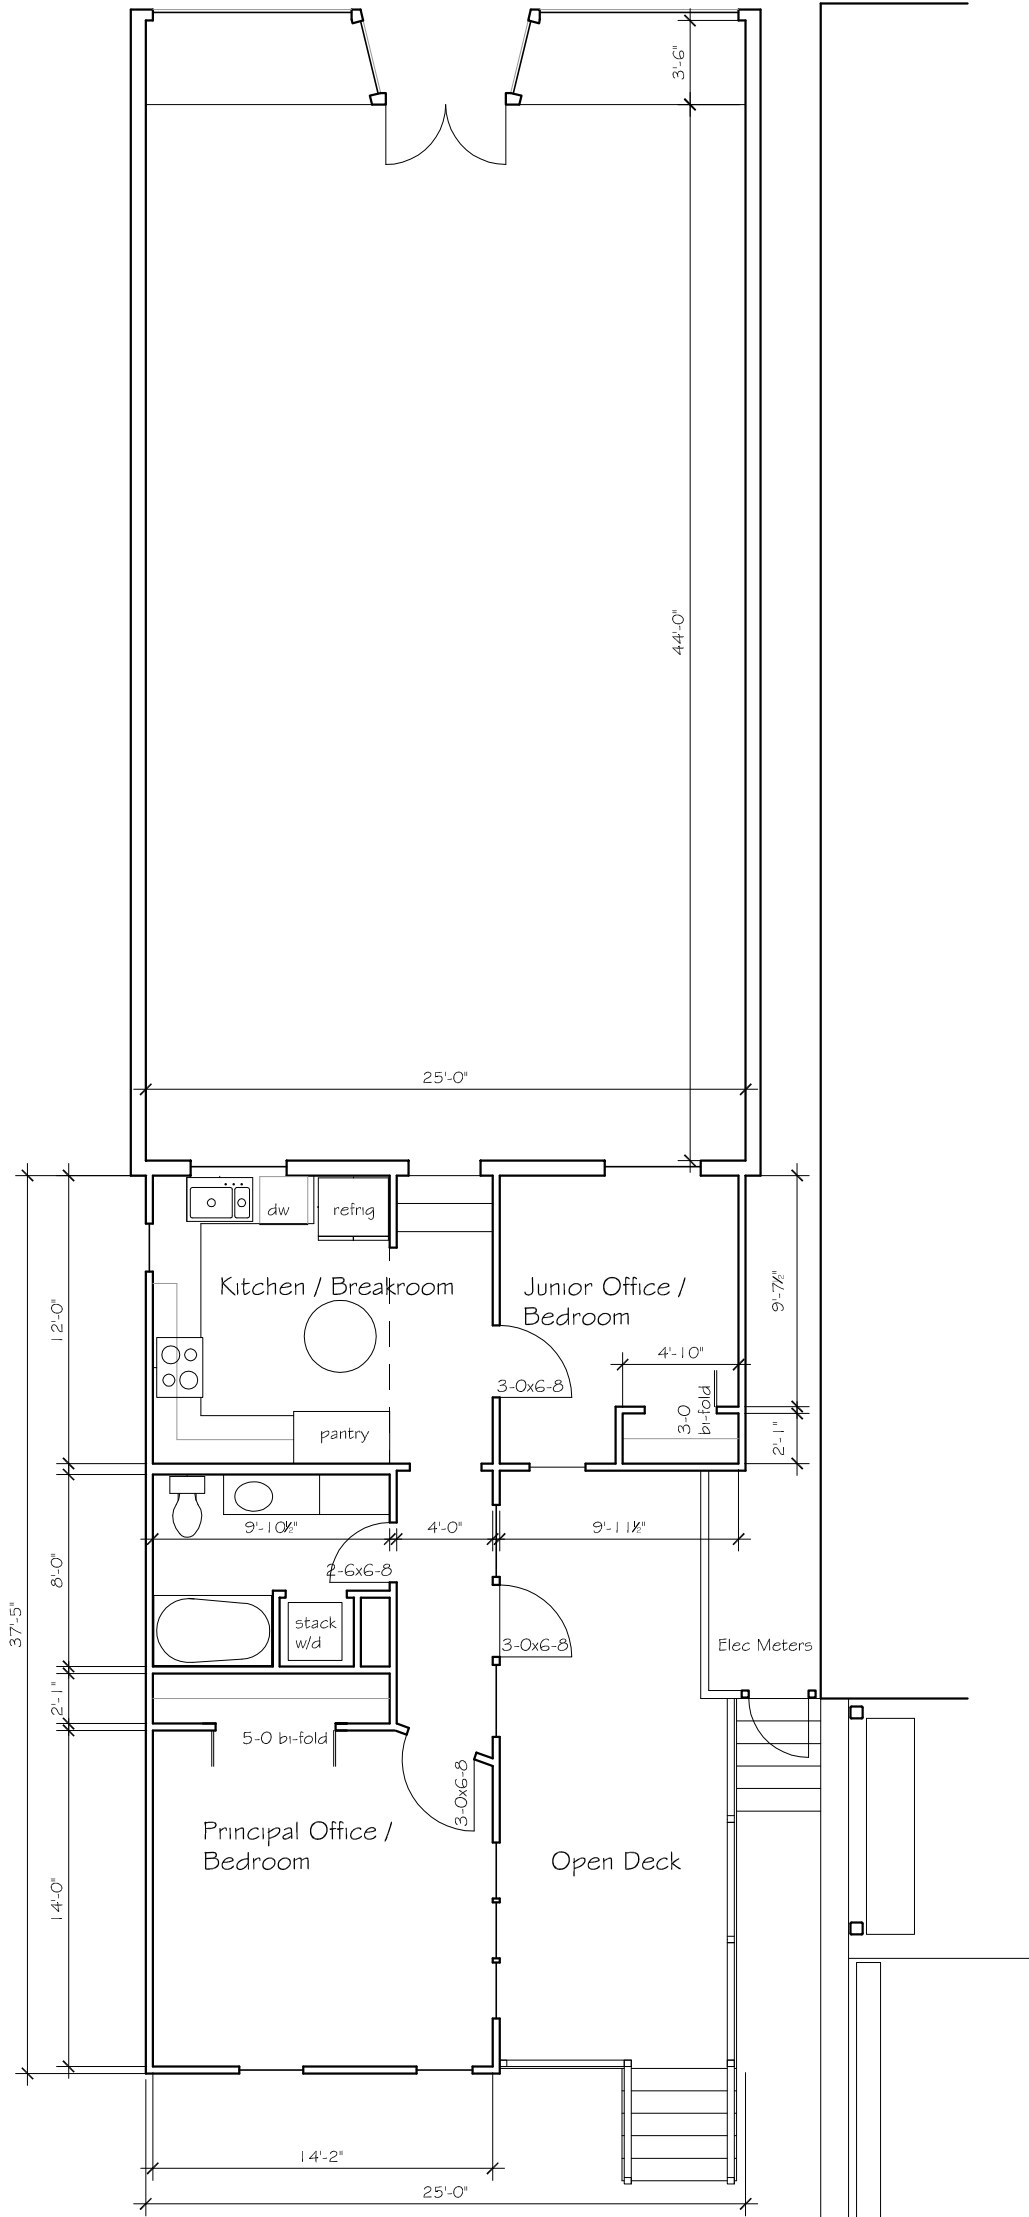 3'-6"
44'-0"
25'-0"
dw
refrig
Kitchen / Breakroom
Junior Office /
Bedroom
9'-7½"
12'-0"
4'-10"
3-0x6-8
3-0
bi-fold
pantry
2'-1"
9'-10½"
4'-0"
9'-11½"
8'-0"
2-6x6-8
37'-5"
stack
w/d
3-0x6-8
Elec Meters
2'-1"
5-0 bi-fold
3-0x6-8
Principal Office /
Bedroom
Open Deck
14'-0"
14'-2"
25'-0"